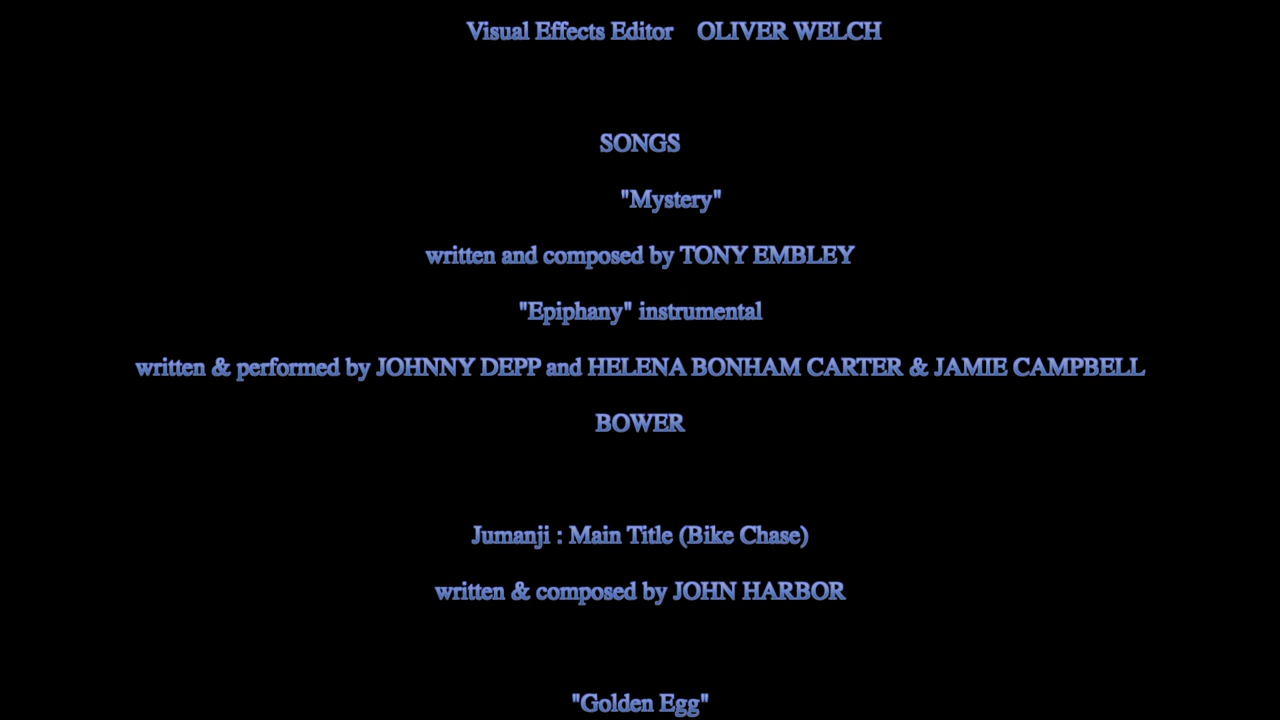 Visual Effects Editor OLIVER WELCH
SONGS
"Mystery"
written and composed by TONY EMBLEY
"Epiphany" instrumental
written & performed by JOHNNY DEPP and HELENA BONHAM CARTER & JAMIE CAMPBELL
BOWER
Jumanji : Main Title (Bike Chase)
written & composed by JOHN HARBOR
"Golden Egg"